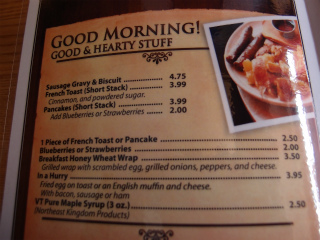 GOOD MORNING!
GOOD & HEARTY STUFF
Sausage Gravy & Biscuit .................. 4.75
French Toast (Short Stack) ............. 3.99
Cinnamon, and powdered sugar.
Pancakes (Short Stack) ................... 3.99
Add Blueberries or Strawberries ....... 2.00
1 Piece of French Toast or Pancake ........................ 2.50
Blueberries or Strawberries ........................ 2.00
Breakfast Honey Wheat Wrap ........................ 3.50
Grilled wrap with scrambled egg, grilled onions, peppers, and cheese.
In a Hurry ........................ 3.95
Fried egg on toast or an English muffin and cheese.
With bacon, sausage or ham
VT Pure Maple Syrup (3 oz.) ........................ 2.50
(Northeast Kingdom Products)